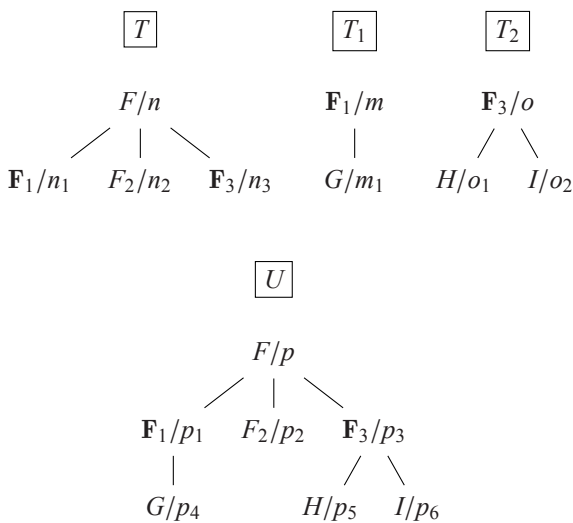 T T₁ T₂
F/n 𝐅₁/m 𝐅₃/o
𝐅₁/n₁ F₂/n₂ 𝐅₃/n₃ G/m₁ H/o₁ I/o₂
U
F/p
𝐅₁/p₁ F₂/p₂ 𝐅₃/p₃
G/p₄ H/p₅ I/p₆